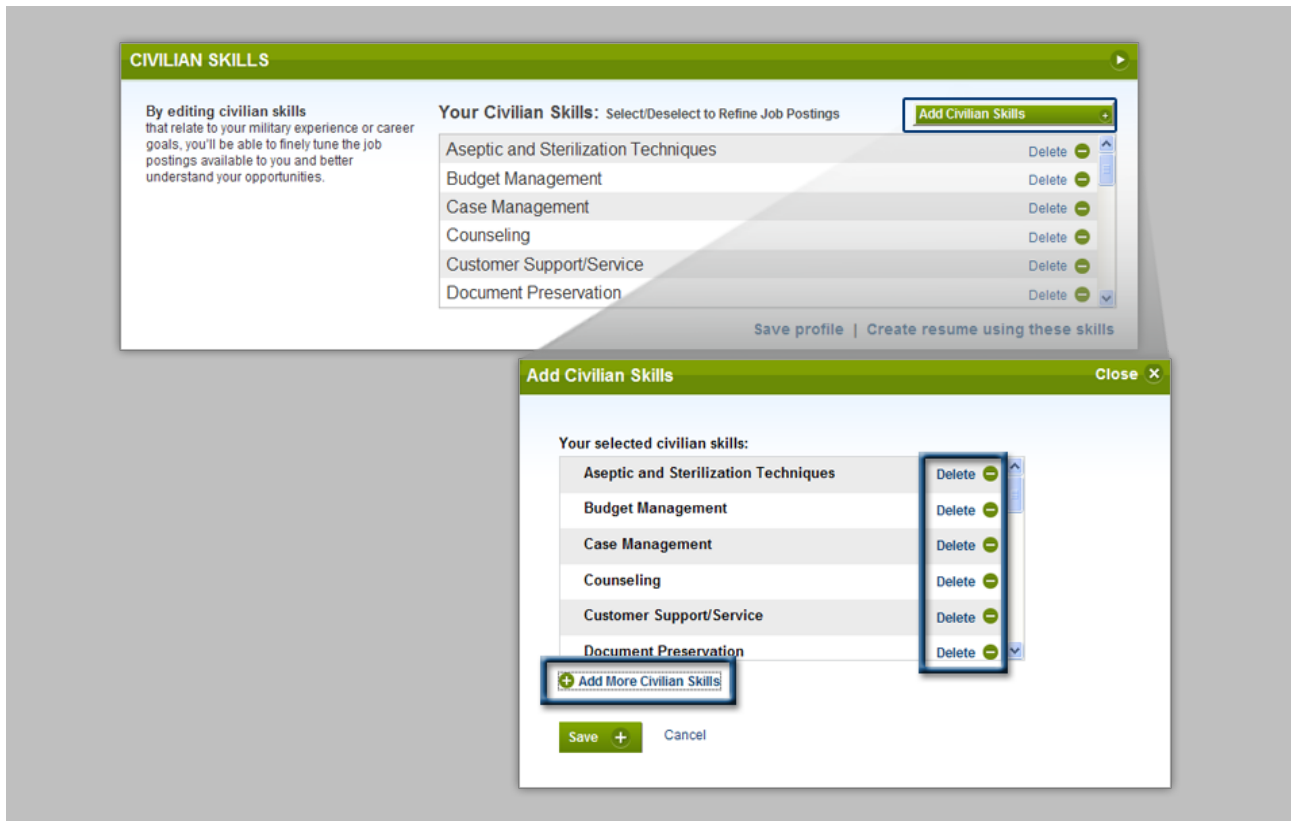 CIVILIAN SKILLS
By editing civilian skills
that relate to your military experience or career
goals, you'll be able to finely tune the job
postings available to you and better
understand your opportunities.
Your Civilian Skills: Select/Deselect to Refine Job Postings
Add Civilian Skills
Aseptic and Sterilization Techniques Delete
Budget Management Delete
Case Management Delete
Counseling Delete
Customer Support/Service Delete
Document Preservation Delete
Save profile | Create resume using these skills
Add Civilian Skills Close
Your selected civilian skills:
Aseptic and Sterilization Techniques Delete
Budget Management Delete
Case Management Delete
Counseling Delete
Customer Support/Service Delete
Document Preservation Delete
Add More Civilian Skills
Save Cancel